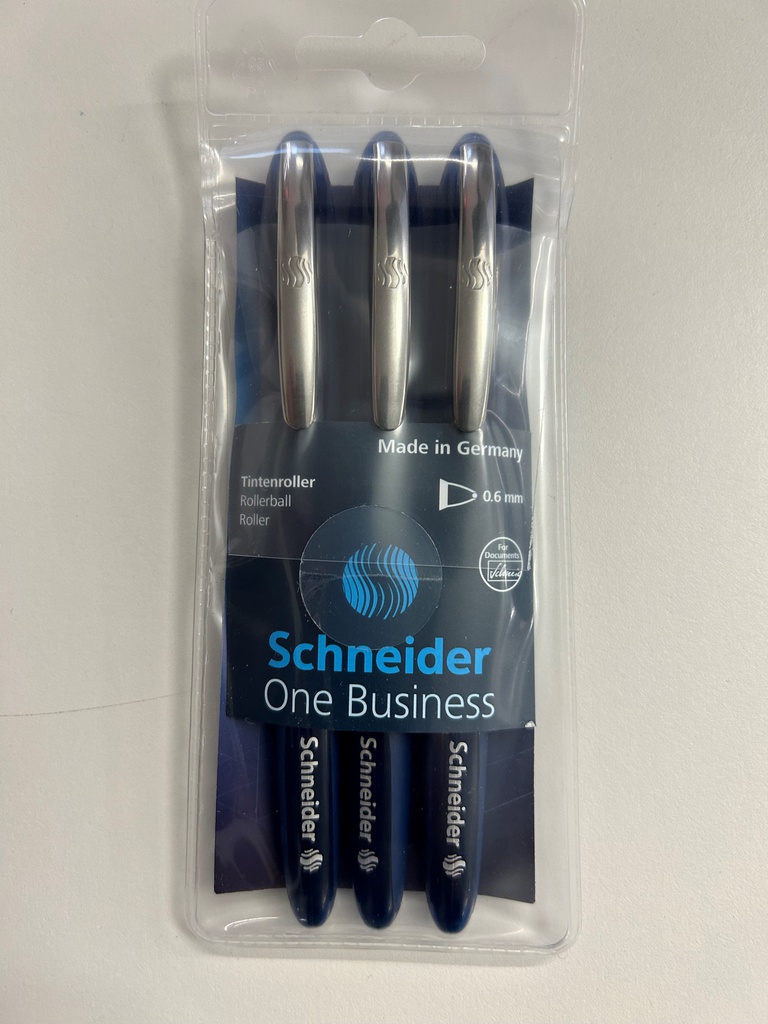 Made in Germany
Tintenroller
Rollerball
Roller
0.6 mm
For
Documents
Schneider
One Business
Schneider
Schneider
Schneider